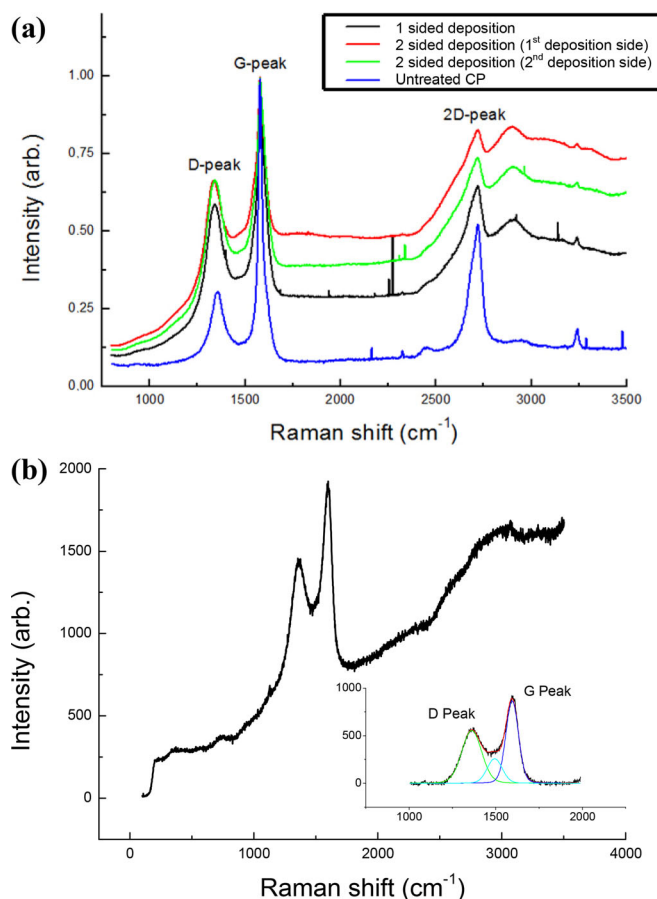 (a)
1 sided deposition
2 sided deposition (1st deposition side)
2 sided deposition (2nd deposition side)
Untreated CP
G-peak
D-peak
2D-peak
1.00
0.75
0.50
0.25
0.00
Intensity (arb.)
1000 1500 2000 2500 3000 3500
Raman shift (cm-1)
(b)
2000
1500
1000
500
0
Intensity (arb.)
1000
500
0
D Peak
G Peak
1000 1500 2000 2500
0 1000 2000 3000 4000
Raman shift (cm-1)